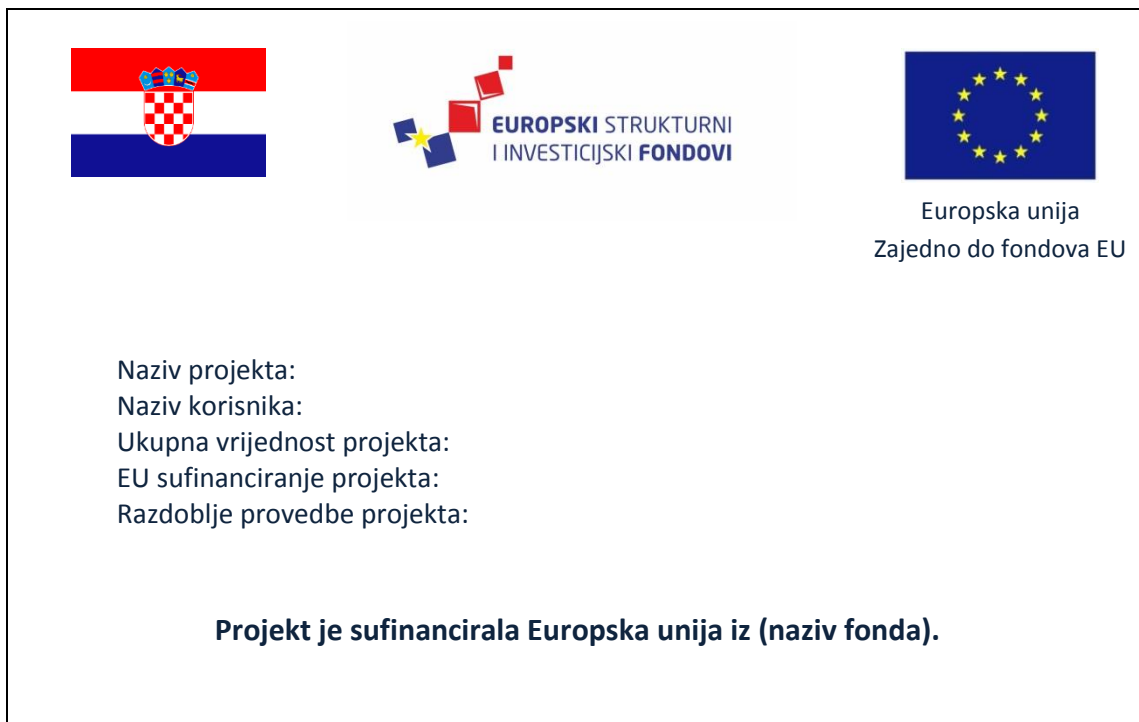 EUROPSKI STRUKTURNI
I INVESTICIJSKI FONDOVI
Europska unija
Zajedno do fondova EU
Naziv projekta:
Naziv korisnika:
Ukupna vrijednost projekta:
EU sufinanciranje projekta:
Razdoblje provedbe projekta:
Projekt je sufinancirala Europska unija iz (naziv fonda).